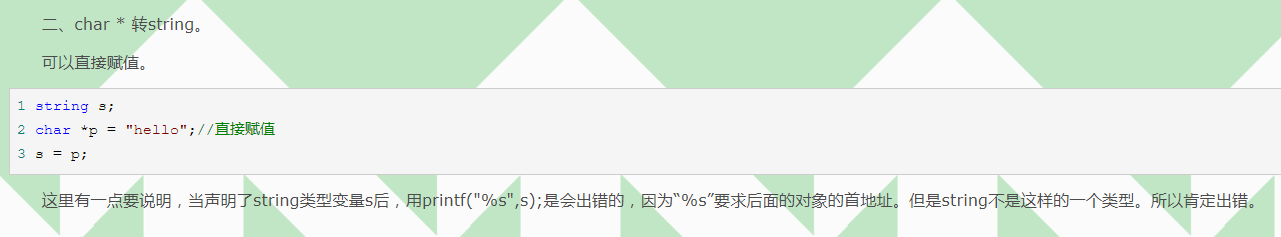 二、char * 转string。
可以直接赋值。
1 string s;
2 char *p = "hello";//直接赋值
3 s = p;
这里有一点要说明，当声明了string类型变量s后，用printf("%s",s);是会出错的，因为“%s”要求后面的对象的首地址。但是string不是这样的一个类型。所以肯定出错。